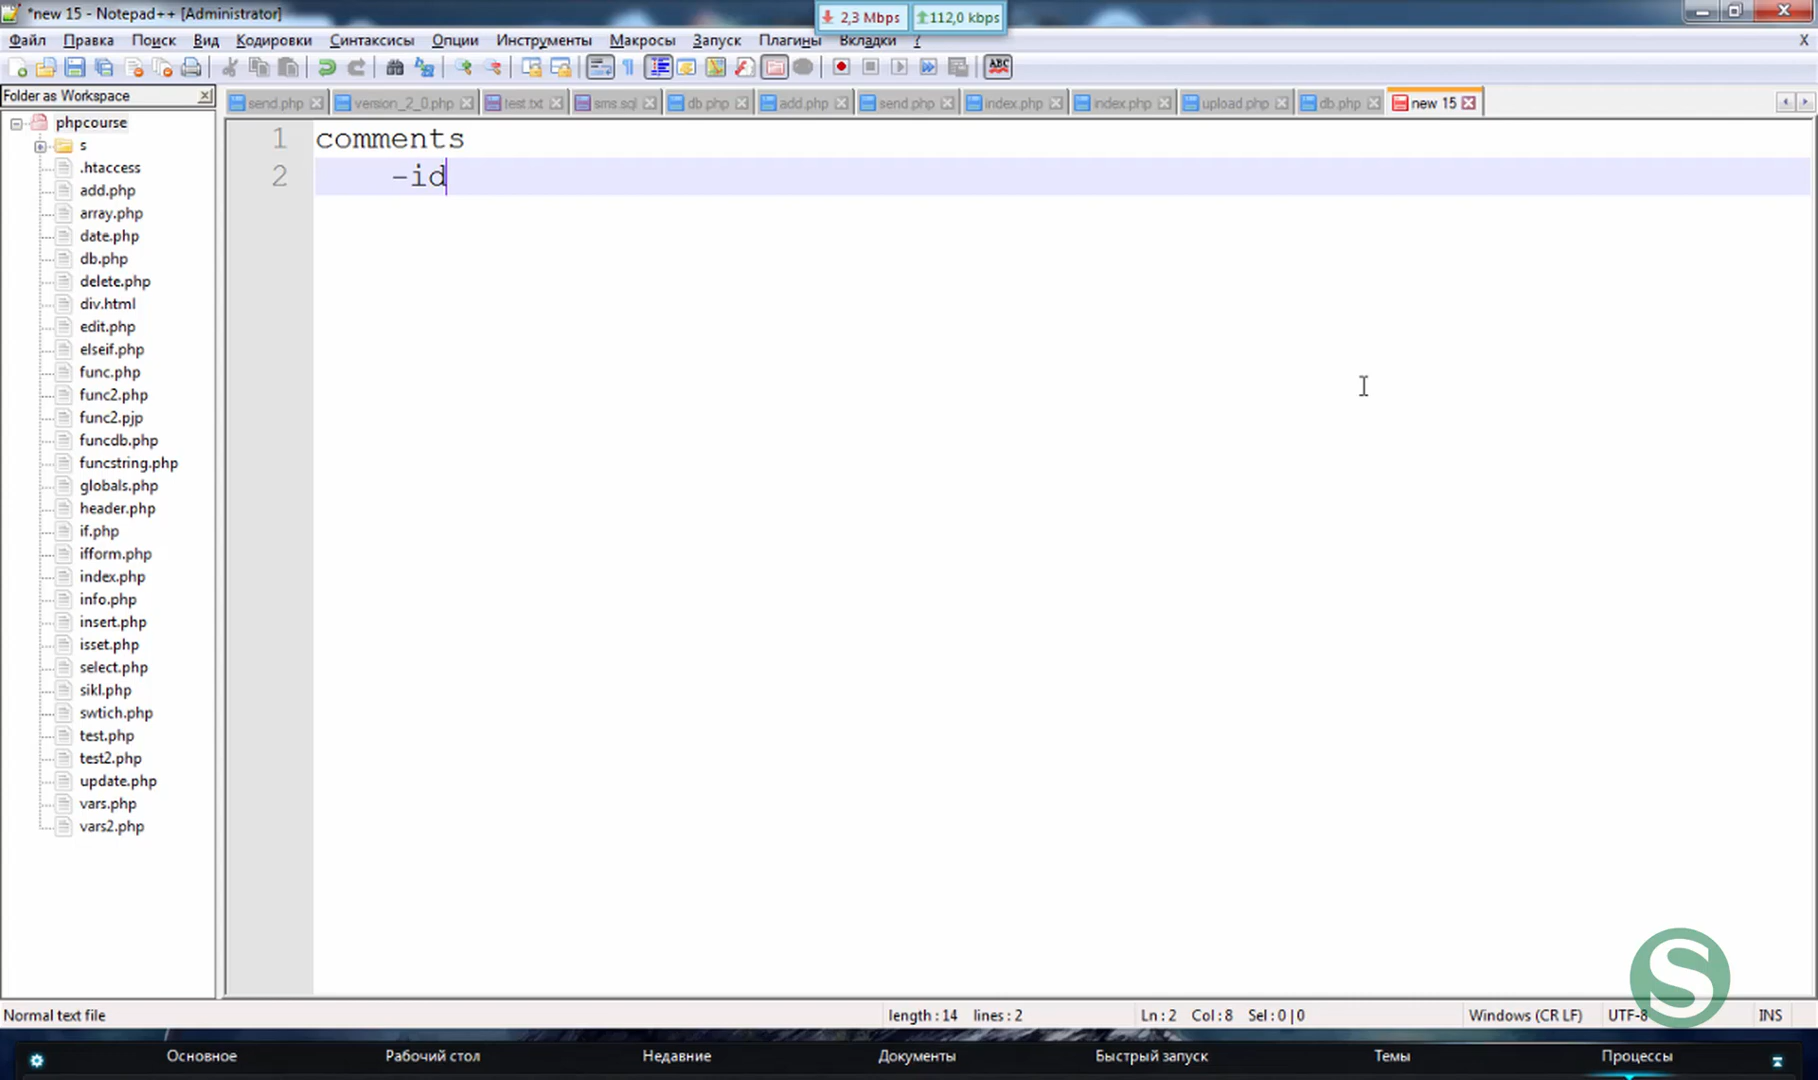 *new 15 - Notepad++ [Administrator]
2,3 Mbps 112,0 kbps
Файл Правка Поиск Вид Кодировки Синтаксисы Опции Инструменты Макросы Запуск Плагины Вкладки ? X
ABC
Folder as Workspace
send.php version_2_0.php test.txt sms.sql db.php add.php send.php index.php index.php upload.php db.php new 15
phpcourse
s
.htaccess
add.php
array.php
date.php
db.php
delete.php
div.html
edit.php
elseif.php
func.php
func2.php
func2.pjp
funcdb.php
funcstring.php
globals.php
header.php
if.php
ifform.php
index.php
info.php
insert.php
isset.php
select.php
sikl.php
swtich.php
test.php
test2.php
update.php
vars.php
vars2.php
1 comments
2 -id
S
Normal text file length : 14 lines : 2 Ln : 2 Col : 8 Sel : 0 | 0 Windows (CR LF) UTF-8 INS
Основное Рабочий стол Недавние Документы Быстрый запуск Темы Процессы